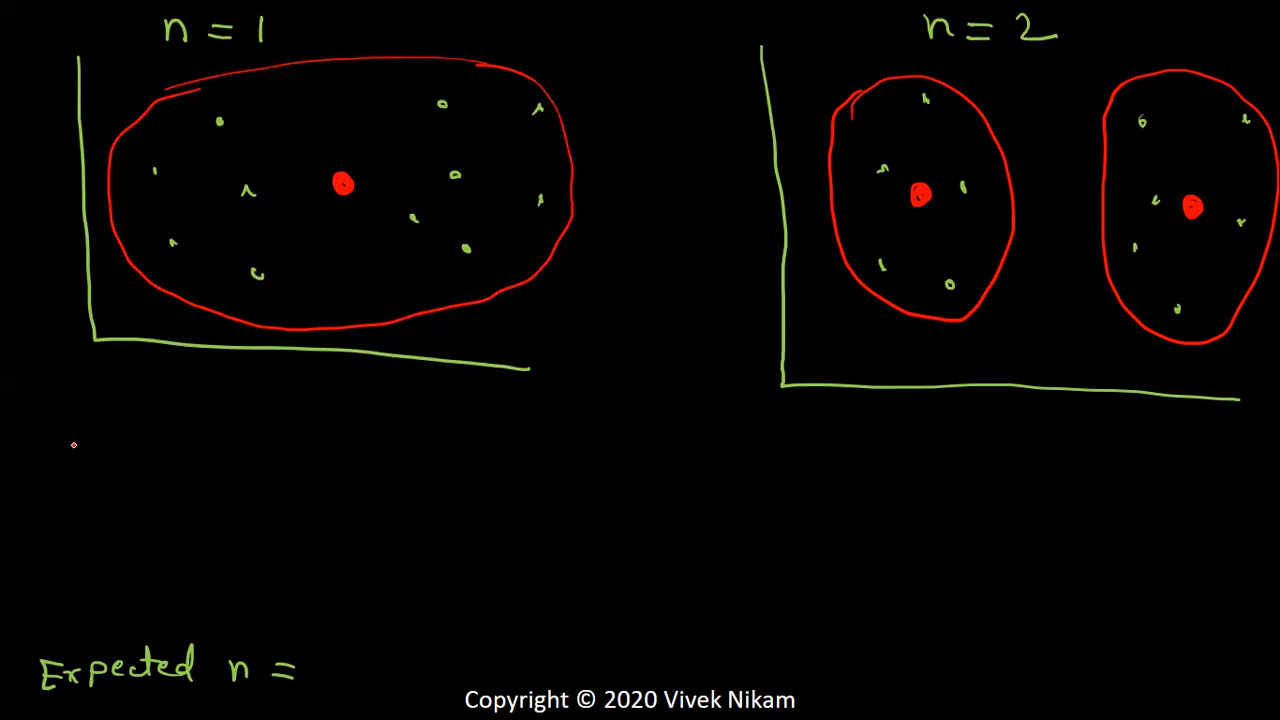 n = 1
n = 2
Expected n =
Copyright © 2020 Vivek Nikam